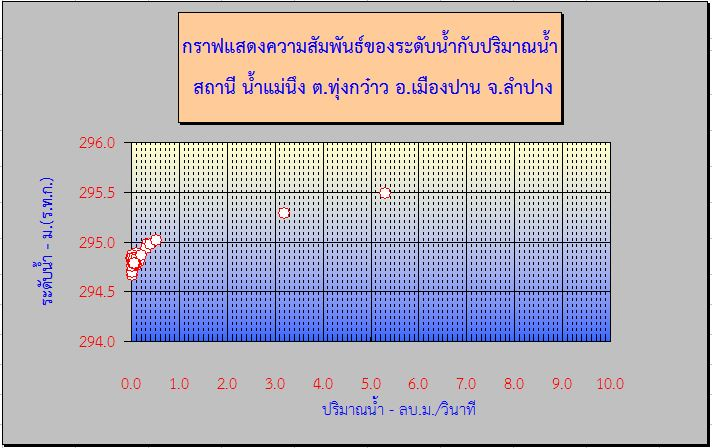 กราฟแสดงความสัมพันธ์ของระดับน้ำกับปริมาณน้ำ
สถานี น้ำแม่นึง ต.ทุ่งกว๋าว อ.เมืองปาน จ.ลำปาง
296.0
295.5
295.0
294.5
294.0
ระดับน้ำ - ม.(ร.ท.ก.)
0.0 1.0 2.0 3.0 4.0 5.0 6.0 7.0 8.0 9.0 10.0
ปริมาณน้ำ - ลบ.ม./วินาที